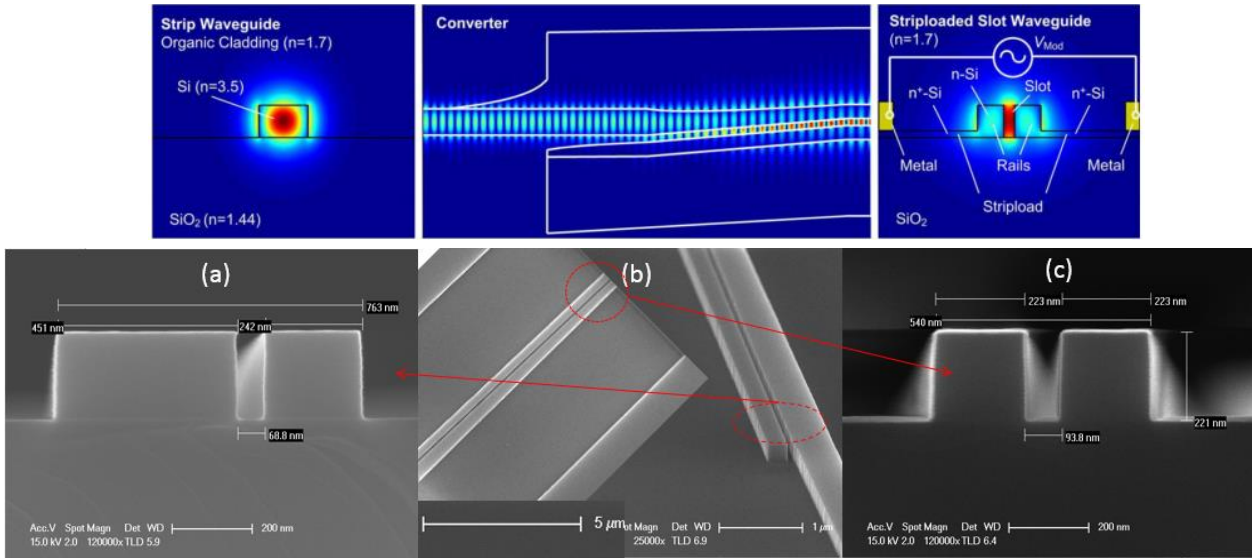 Strip Waveguide
Organic Cladding (n=1.7)
Si (n=3.5)
SiO2 (n=1.44)
Converter
Striploaded Slot Waveguide
(n=1.7)
VMod
n-Si
Slot
n+-Si
n+-Si
Metal
Rails
Metal
Stripload
SiO2
(a)
763 nm
451 nm
242 nm
68.8 nm
Acc.V Spot Magn Det WD
15.0 kV 2.0 120000x TLD 5.9
200 nm
(b)
5 μm
ot Magn Det WD
25000x TLD 6.9
1 μm
(c)
223 nm
223 nm
540 nm
221 nm
93.8 nm
Acc.V Spot Magn Det WD
15.0 kV 2.0 120000x TLD 6.4
200 nm